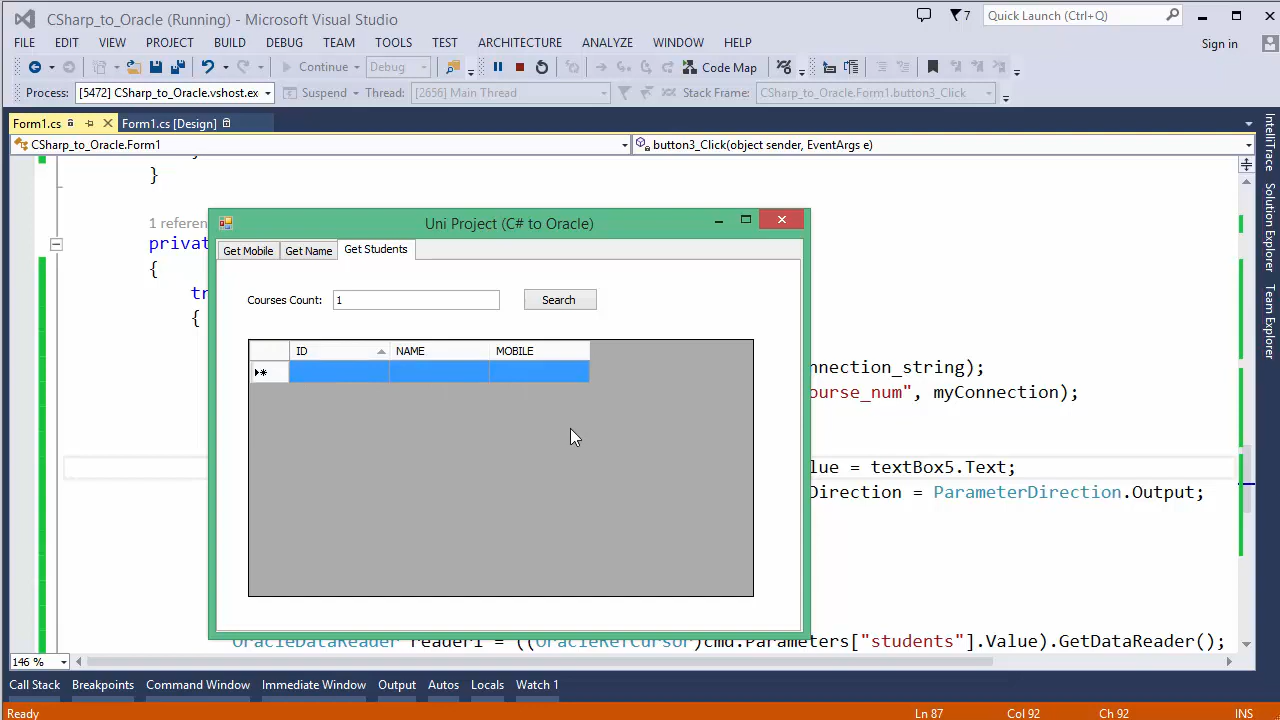 CSharp_to_Oracle (Running) - Microsoft Visual Studio
7
Quick Launch (Ctrl+Q)
FILE EDIT VIEW PROJECT BUILD DEBUG TEAM TOOLS TEST ARCHITECTURE ANALYZE WINDOW HELP
Sign in
Continue Debug Code Map
Process: [5472] CSharp_to_Oracle.vshost.ex Suspend Thread: [2656] Main Thread Stack Frame: CSharp_to_Oracle.Form1.button3_Click
Form1.cs Form1.cs [Design]
CSharp_to_Oracle.Form1 button3_Click(object sender, EventArgs e)
}
1 referen
privat
{
tr
{
nnection_string);
ourse_num", myConnection);
lue = textBox5.Text;
Direction = ParameterDirection.Output;
OracleDataReader reader1 = ((OracleRefCursor)cmd.Parameters["students"].Value).GetDataReader();
Uni Project (C# to Oracle)
Get Mobile Get Name Get Students
Courses Count: 1 Search
ID NAME MOBILE
IntelliTrace
Solution Explorer
Team Explorer
146 %
Call Stack Breakpoints Command Window Immediate Window Output Autos Locals Watch 1
Ready Ln 87 Col 92 Ch 92 INS